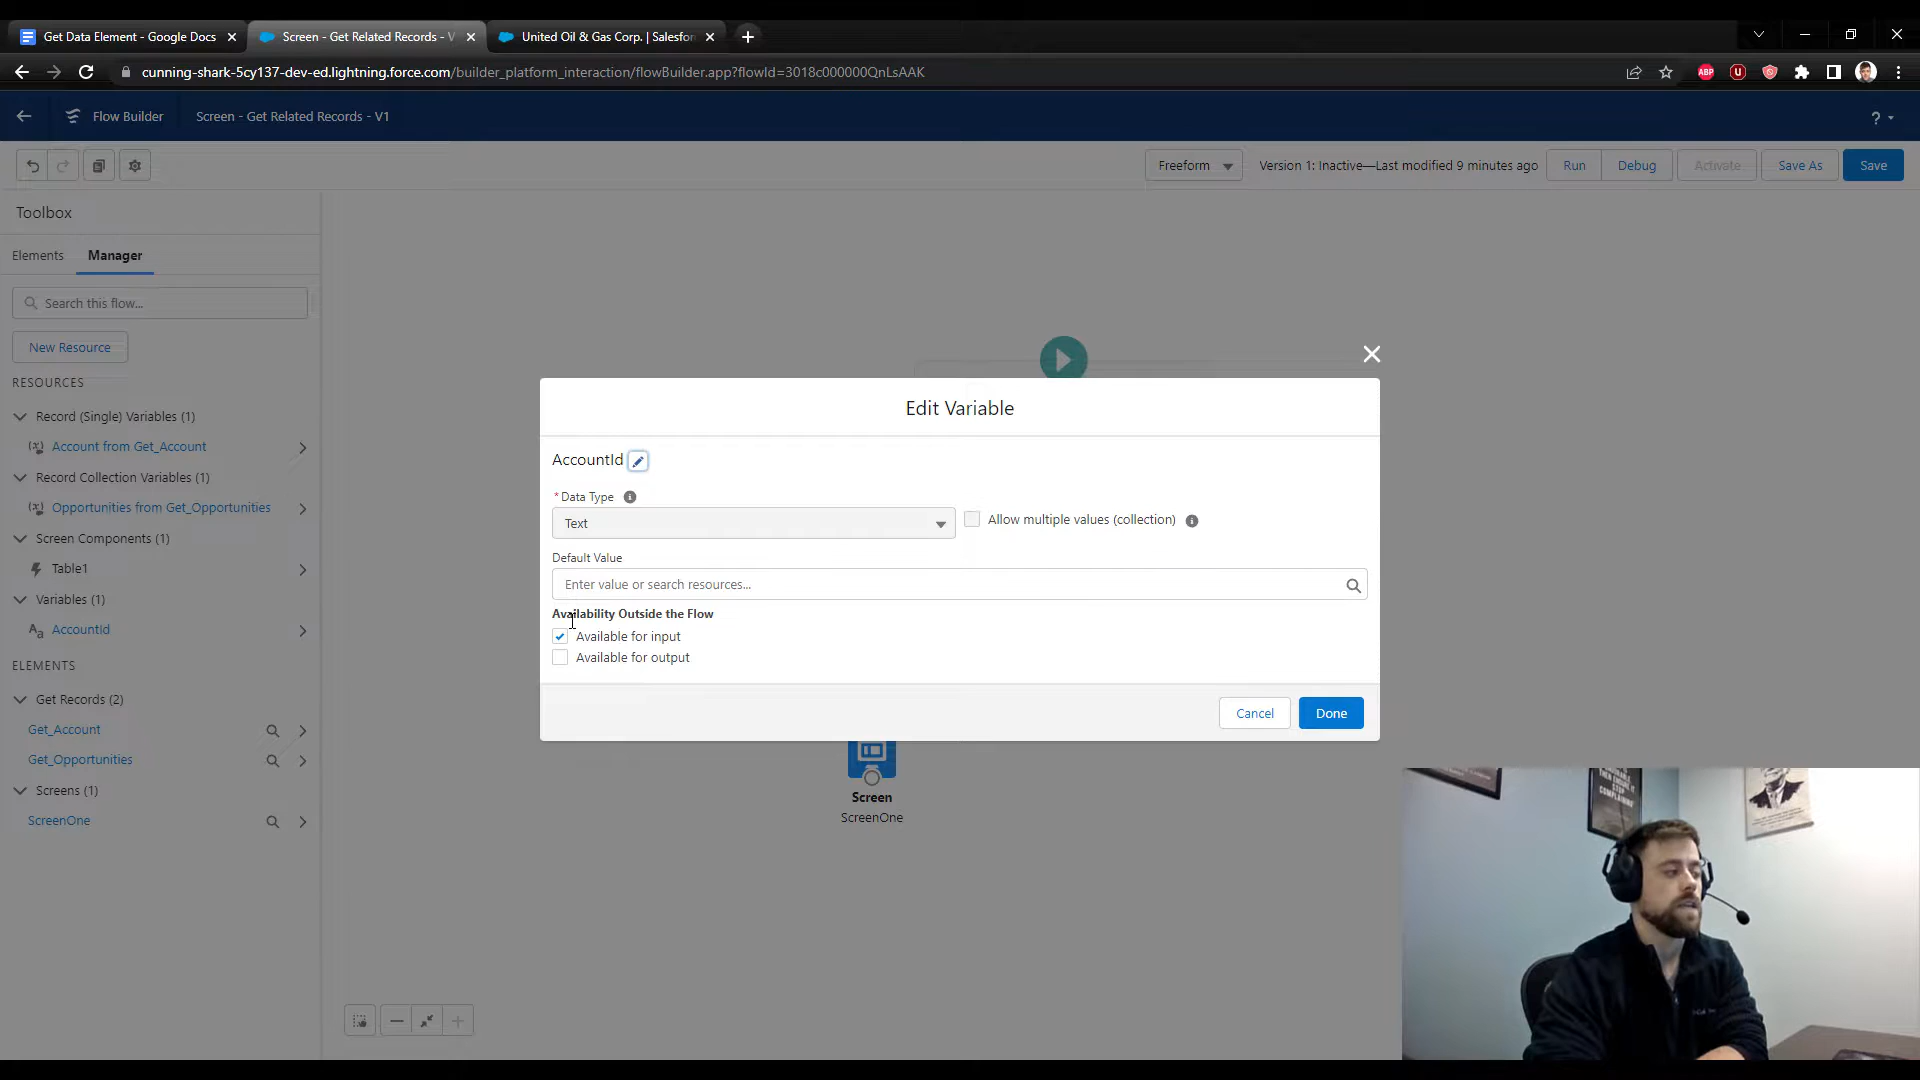 Get Data Element - Google Docs
Screen - Get Related Records - V
United Oil & Gas Corp. | Salesfor
cunning-shark-5cy137-dev-ed.lightning.force.com/builder_platform_interaction/flowBuilder.app?flowId=3018c000000QnLsAAK
ABP
Flow Builder
Screen - Get Related Records - V1
?
Freeform
Version 1: Inactive—Last modified 9 minutes ago
Run
Debug
Activate
Save As
Save
Toolbox
Elements
Manager
Search this flow...
New Resource
RESOURCES
Record (Single) Variables (1)
Account from Get_Account
Record Collection Variables (1)
Opportunities from Get_Opportunities
Screen Components (1)
Table1
Variables (1)
AccountId
ELEMENTS
Get Records (2)
Get_Account
Get_Opportunities
Screens (1)
ScreenOne
Edit Variable
AccountId
* Data Type
Text
Allow multiple values (collection)
Default Value
Enter value or search resources...
Availability Outside the Flow
Available for input
Available for output
Cancel
Done
Screen
ScreenOne
THEN ENDURE IT
STOP
COMPLAINING